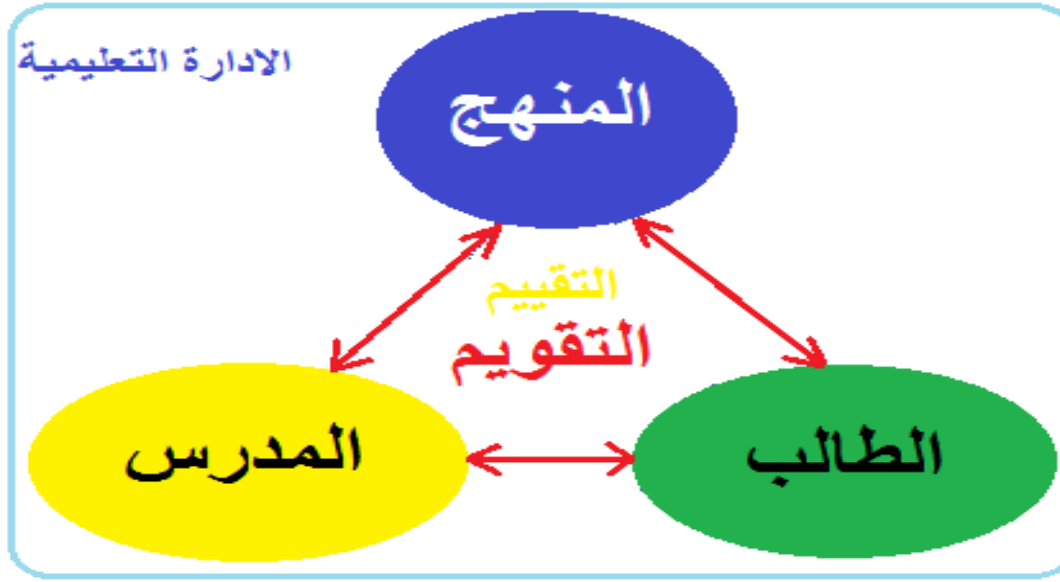 الادارة التعليمية
المنهج
التقييم
التقويم
الطالب
المدرس